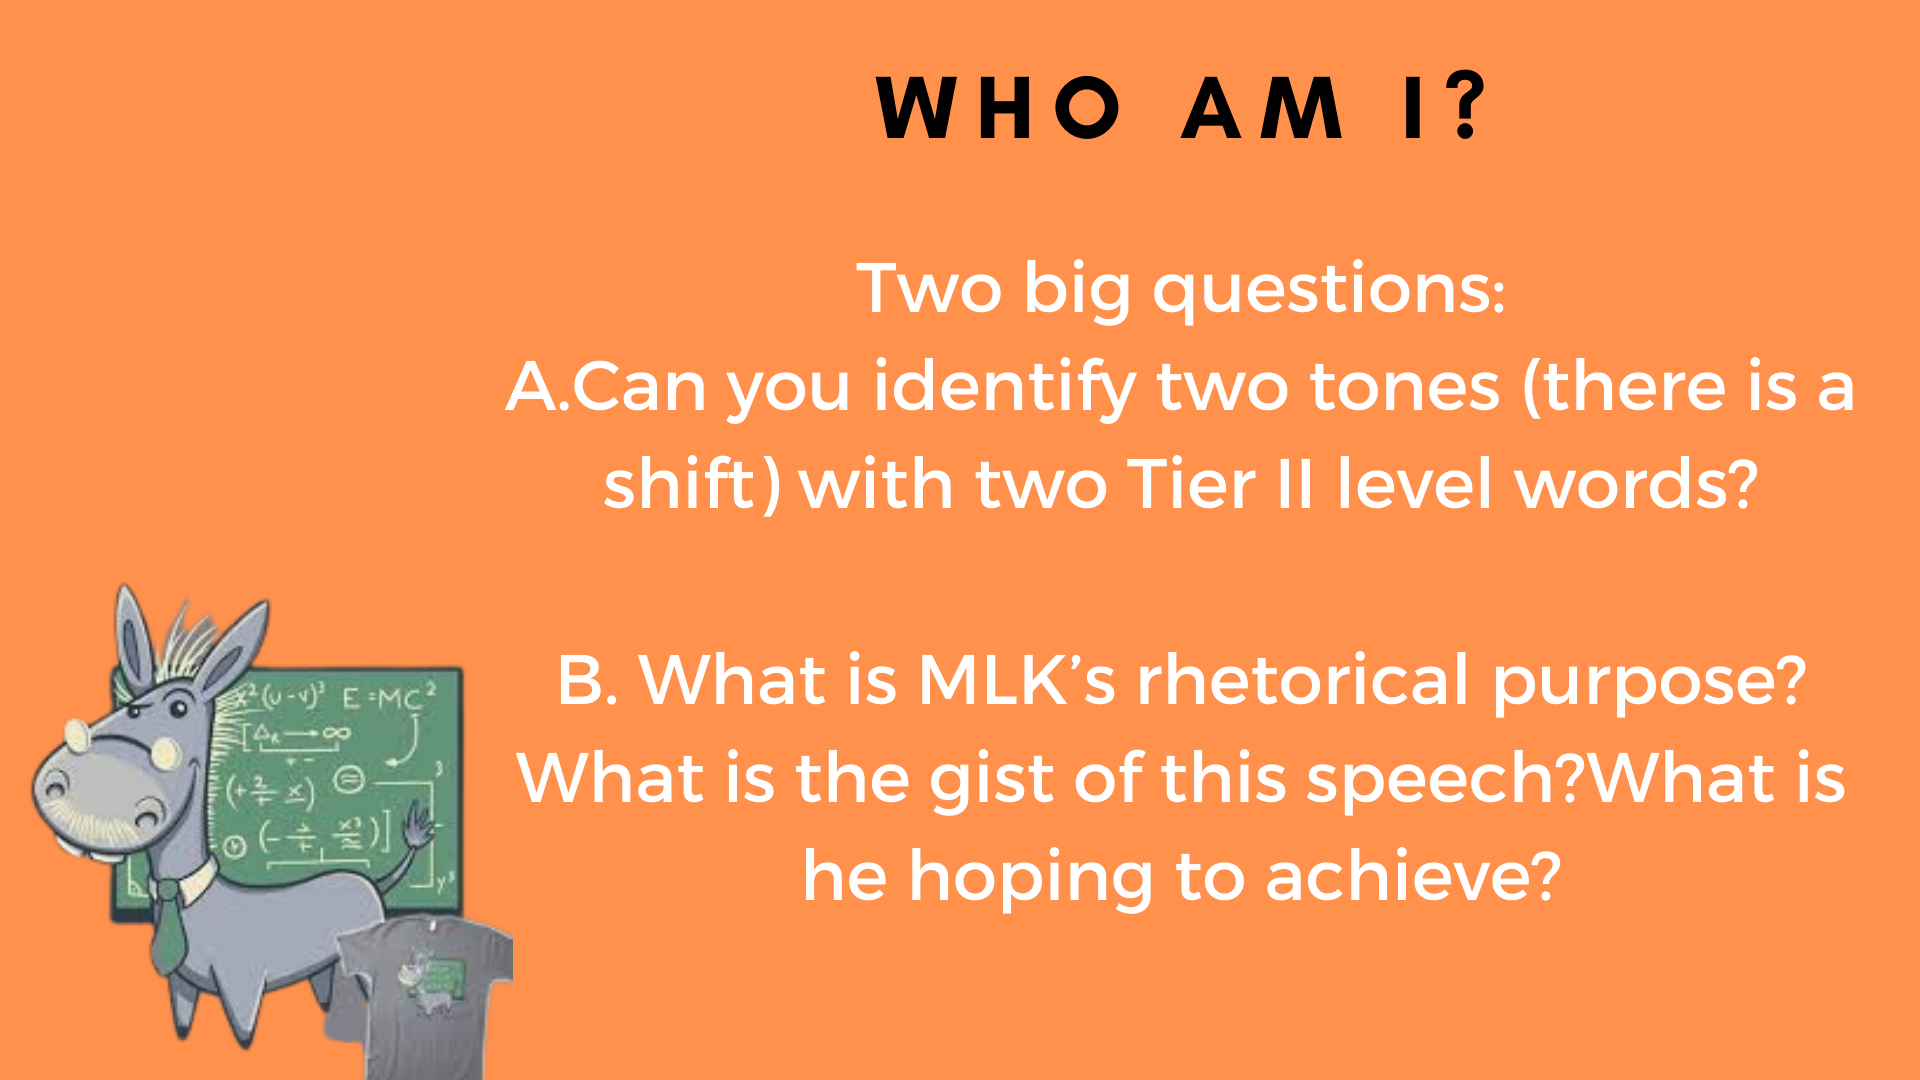 WHO AM I?
Two big questions:
A.Can you identify two tones (there is a
shift) with two Tier II level words?
B. What is MLK’s rhetorical purpose?
What is the gist of this speech?What is
he hoping to achieve?
E =MC²